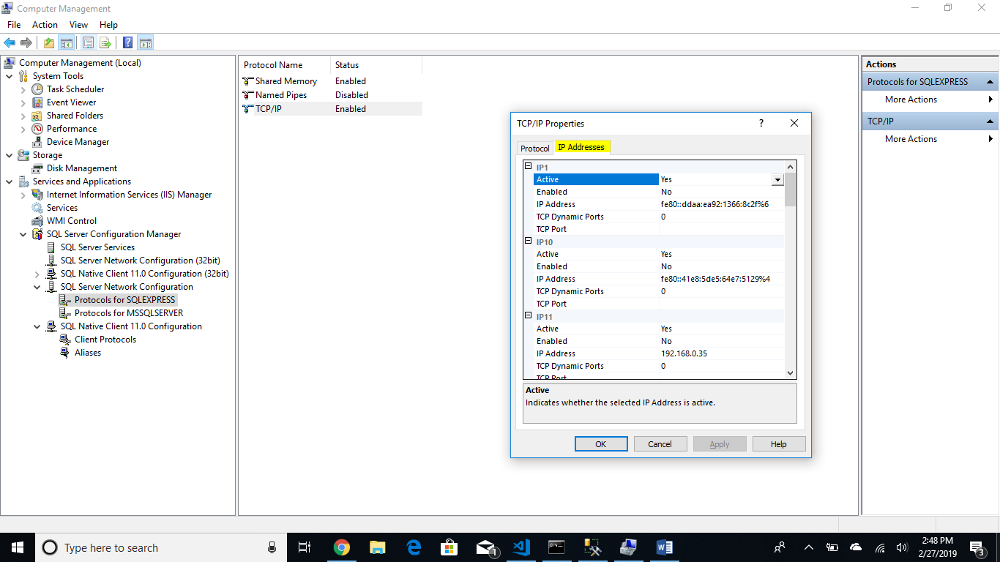 Computer Management
File Action View Help
Computer Management (Local)
System Tools
Task Scheduler
Event Viewer
Shared Folders
Performance
Device Manager
Storage
Disk Management
Services and Applications
Internet Information Services (IIS) Manager
Services
WMI Control
SQL Server Configuration Manager
SQL Server Services
SQL Server Network Configuration (32bit)
SQL Native Client 11.0 Configuration (32bit)
SQL Server Network Configuration
Protocols for SQLEXPRESS
Protocols for MSSQLSERVER
SQL Native Client 11.0 Configuration
Client Protocols
Aliases
Protocol Name Status
Shared Memory Enabled
Named Pipes Disabled
TCP/IP Enabled
TCP/IP Properties
Protocol IP Addresses
IP1
Active Yes
Enabled No
IP Address fe80::ddaa:ea92:1366:8c2f%6
TCP Dynamic Ports 0
TCP Port
IP10
Active Yes
Enabled No
IP Address fe80::41e8:5de5:64e7:5129%4
TCP Dynamic Ports 0
TCP Port
IP11
Active Yes
Enabled No
IP Address 192.168.0.35
TCP Dynamic Ports 0
TCP Port
Active
Indicates whether the selected IP Address is active.
OK Cancel Apply Help
Actions
Protocols for SQLEXPRESS
More Actions
TCP/IP
More Actions
Type here to search
1
2:48 PM
2/27/2019
3